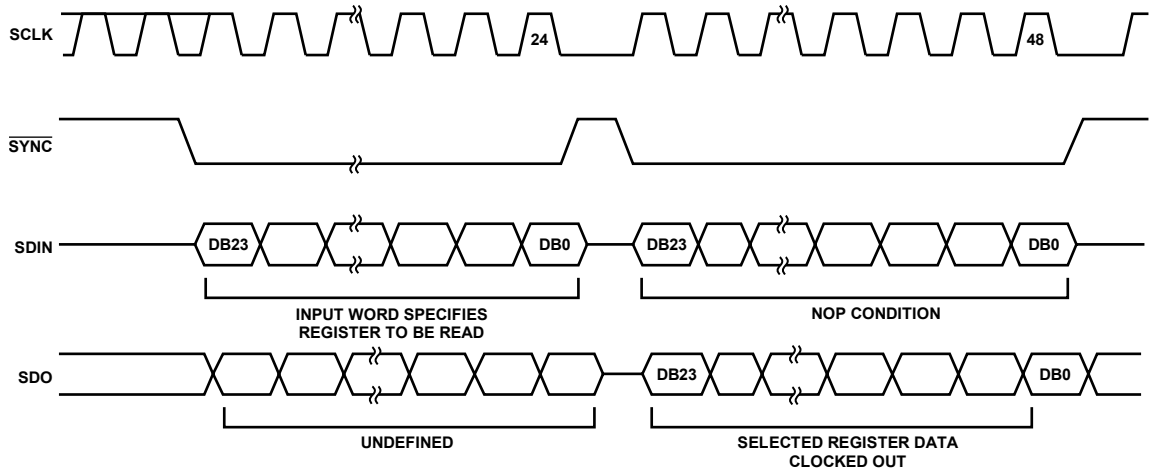 SCLK
24
48
SYNC
SDIN
DB23
DB0
DB23
DB0
INPUT WORD SPECIFIES
REGISTER TO BE READ
NOP CONDITION
SDO
DB23
DB0
UNDEFINED
SELECTED REGISTER DATA
CLOCKED OUT